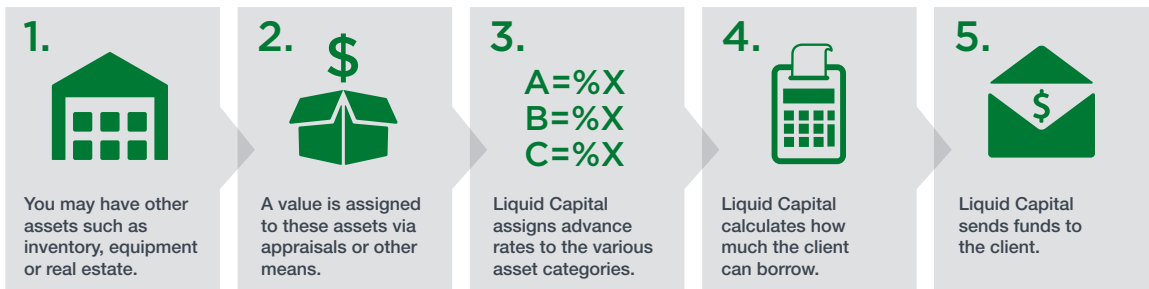 1.
You may have other
assets such as
inventory, equipment
or real estate.
2.
$
A value is assigned
to these assets via
appraisals or other
means.
3.
A=%X
B=%X
C=%X
Liquid Capital
assigns advance
rates to the various
asset categories.
4.
Liquid Capital
calculates how
much the client
can borrow.
5.
$
Liquid Capital
sends funds to
the client.